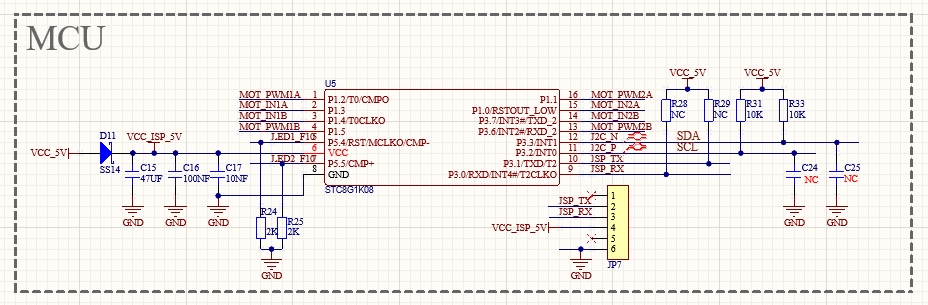 MCU
VCC_5V
D11
SS14
VCC_ISP_5V
C15
47UF
C16
100NF
C17
10NF
GND
GND
GND
U5
STC8G1K08
MOT_PWM1A 1 P1.2/T0/CMPO
MOT_IN1A 2 P1.3
MOT_IN1B 3 P1.4/T0CLKO
MOT_PWM1B 4 P1.5
LED1_F10 5 P5.4/RST/MCLKO/CMP-
6 VCC
LED2_F10 7 P5.5/CMP+
8 GND
P1.1 16 MOT_PWM2A
P1.0/RSTOUT_LOW 15 MOT_IN2A
P3.7/INT3#/TXD_2 14 MOT_IN2B
P3.6/INT2#/RXD_2 13 MOT_PWM2B
P3.3/INT1 12 I2C_N SDA
P3.2/INT0 11 I2C_P SCL
P3.1/TXD/T2 10 JSP_TX
P3.0/RXD/INT4#/T2CLKO 9 JSP_RX
R24
2K
R25
2K
GND
VCC_5V
R28
NC
R29
NC
VCC_5V
R31
10K
R33
10K
C24
NC
C25
NC
GND
GND
1
JSP_TX 2
JSP_RX 3
VCC_ISP_5V 4
5
6
JP7
GND